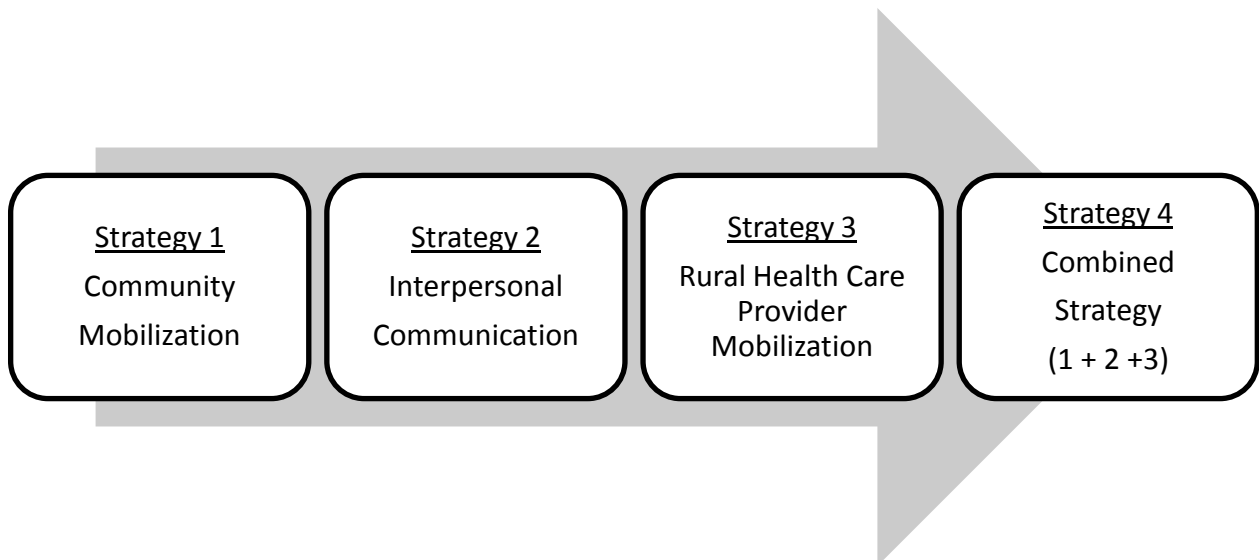 Strategy 1
Community
Mobilization
Strategy 2
Interpersonal
Communication
Strategy 3
Rural Health Care
Provider
Mobilization
Strategy 4
Combined
Strategy
(1 + 2 +3)